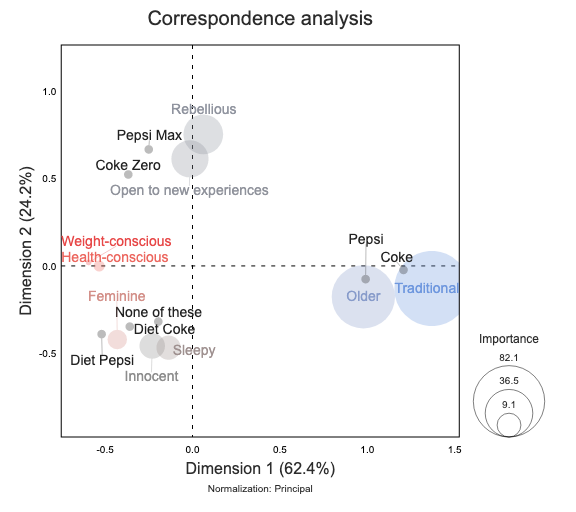 Correspondence analysis
Dimension 2 (24.2%)
1.0
0.5
0.0
-0.5
Rebellious
Pepsi Max
Coke Zero
Open to new experiences
Weight-conscious
Health-conscious
Pepsi
Coke
Older
Traditional
Feminine
None of these
Diet Coke
Sleepy
Diet Pepsi
Innocent
Importance
82.1
36.5
9.1
-0.5
0.0
0.5
1.0
1.5
Dimension 1 (62.4%)
Normalization: Principal